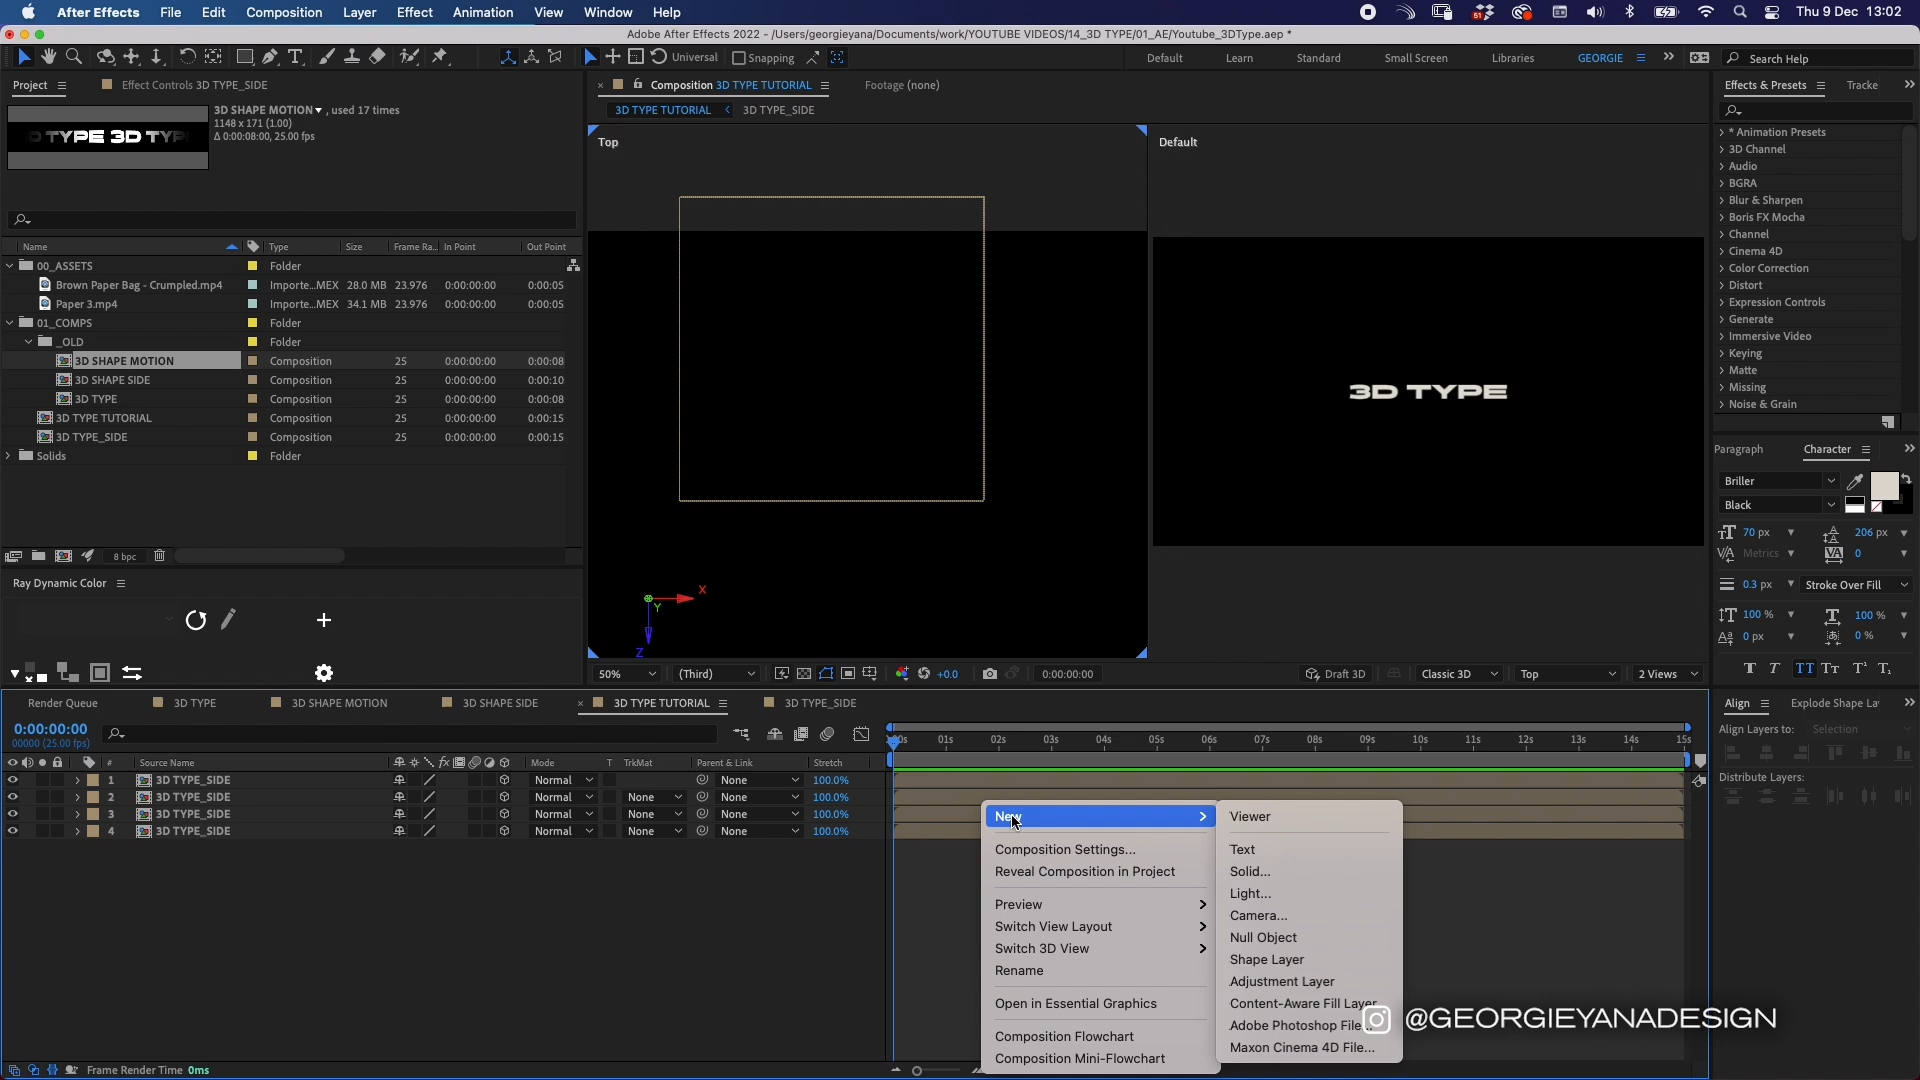 After Effects File Edit Composition Layer Effect Animation View Window Help
51 Thu 9 Dec 13:02
Adobe After Effects 2022 - /Users/georgieyana/Documents/work/YOUTUBE VIDEOS/14_3D TYPE/01_AE/Youtube_3DType.aep *
Universal Snapping Default Learn Standard Small Screen Libraries GEORGIE Search Help
Project Effect Controls 3D TYPE_SIDE
Composition 3D TYPE TUTORIAL Footage (none)
Effects & Presets Tracke
3D SHAPE MOTION , used 17 times
1148 x 171 (1.00)
Δ 0:00:08:00, 25.00 fps
D TYPE 3D TYP
3D TYPE TUTORIAL 3D TYPE_SIDE
Top
Default
3D TYPE
X
Y
Z
Name Type Size Frame Ra... In Point Out Point
00_ASSETS Folder
Brown Paper Bag - Crumpled.mp4 Importe...MEX 28.0 MB 23.976 0:00:00:00 0:00:05
Paper 3.mp4 Importe...MEX 34.1 MB 23.976 0:00:00:00 0:00:05
01_COMPS Folder
_OLD Folder
3D SHAPE MOTION Composition 25 0:00:00:00 0:00:08
3D SHAPE SIDE Composition 25 0:00:00:00 0:00:10
3D TYPE Composition 25 0:00:00:00 0:00:08
3D TYPE TUTORIAL Composition 25 0:00:00:00 0:00:15
3D TYPE_SIDE Composition 25 0:00:00:00 0:00:15
Solids Folder
8 bpc
Ray Dynamic Color
* Animation Presets
3D Channel
Audio
BGRA
Blur & Sharpen
Boris FX Mocha
Channel
Cinema 4D
Color Correction
Distort
Expression Controls
Generate
Immersive Video
Keying
Matte
Missing
Noise & Grain
Paragraph Character
Briller
Black
70 px 206 px
Metrics 0
0.3 px Stroke Over Fill
100 % 100 %
0 px 0 %
50% (Third) +0.0 0:00:00:00 Draft 3D Classic 3D Top 2 Views
Render Queue 3D TYPE 3D SHAPE MOTION 3D SHAPE SIDE 3D TYPE TUTORIAL 3D TYPE_SIDE
Align Explode Shape La
Align Layers to: Selection
Distribute Layers:
0:00:00:00
00000 (25.00 fps)
01s 02s 03s 04s 05s 06s 07s 08s 09s 10s 11s 12s 13s 14s 15s
# Source Name Mode T TrkMat Parent & Link Stretch
1 3D TYPE_SIDE Normal None 100.0%
2 3D TYPE_SIDE Normal None None 100.0%
3 3D TYPE_SIDE Normal None None 100.0%
4 3D TYPE_SIDE Normal None None 100.0%
New
Composition Settings...
Reveal Composition in Project
Preview
Switch View Layout
Switch 3D View
Rename
Open in Essential Graphics
Composition Flowchart
Composition Mini-Flowchart
Viewer
Text
Solid...
Light...
Camera...
Null Object
Shape Layer
Adjustment Layer
Content-Aware Fill Layer
Adobe Photoshop File...
Maxon Cinema 4D File...
@GEORGIEYANADESIGN
Frame Render Time 0ms